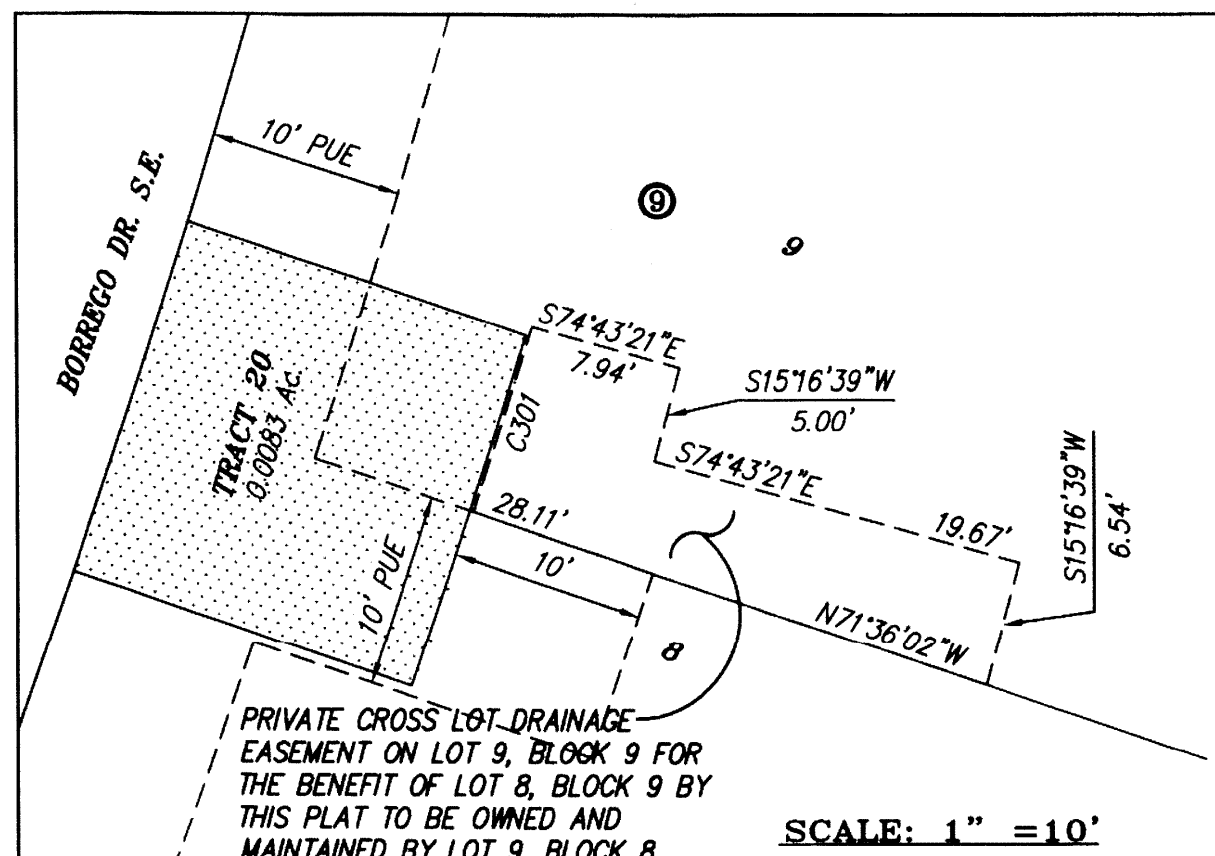 10' PUE
BORREGO DR. S.E.
9
9
S74°43'21"E
7.94'
S15°16'39"W
5.00'
TRACT 20
0.0083 Ac.
C301
S74°43'21"E
19.67'
S15°16'39"W
6.54'
28.11'
10'
10' PUE
N71°36'02"W
8
PRIVATE CROSS LOT DRAINAGE
EASEMENT ON LOT 9, BLOCK 9 FOR
THE BENEFIT OF LOT 8, BLOCK 9 BY
THIS PLAT TO BE OWNED AND
MAINTAINED BY LOT 9, BLOCK 8
SCALE: 1" =10'